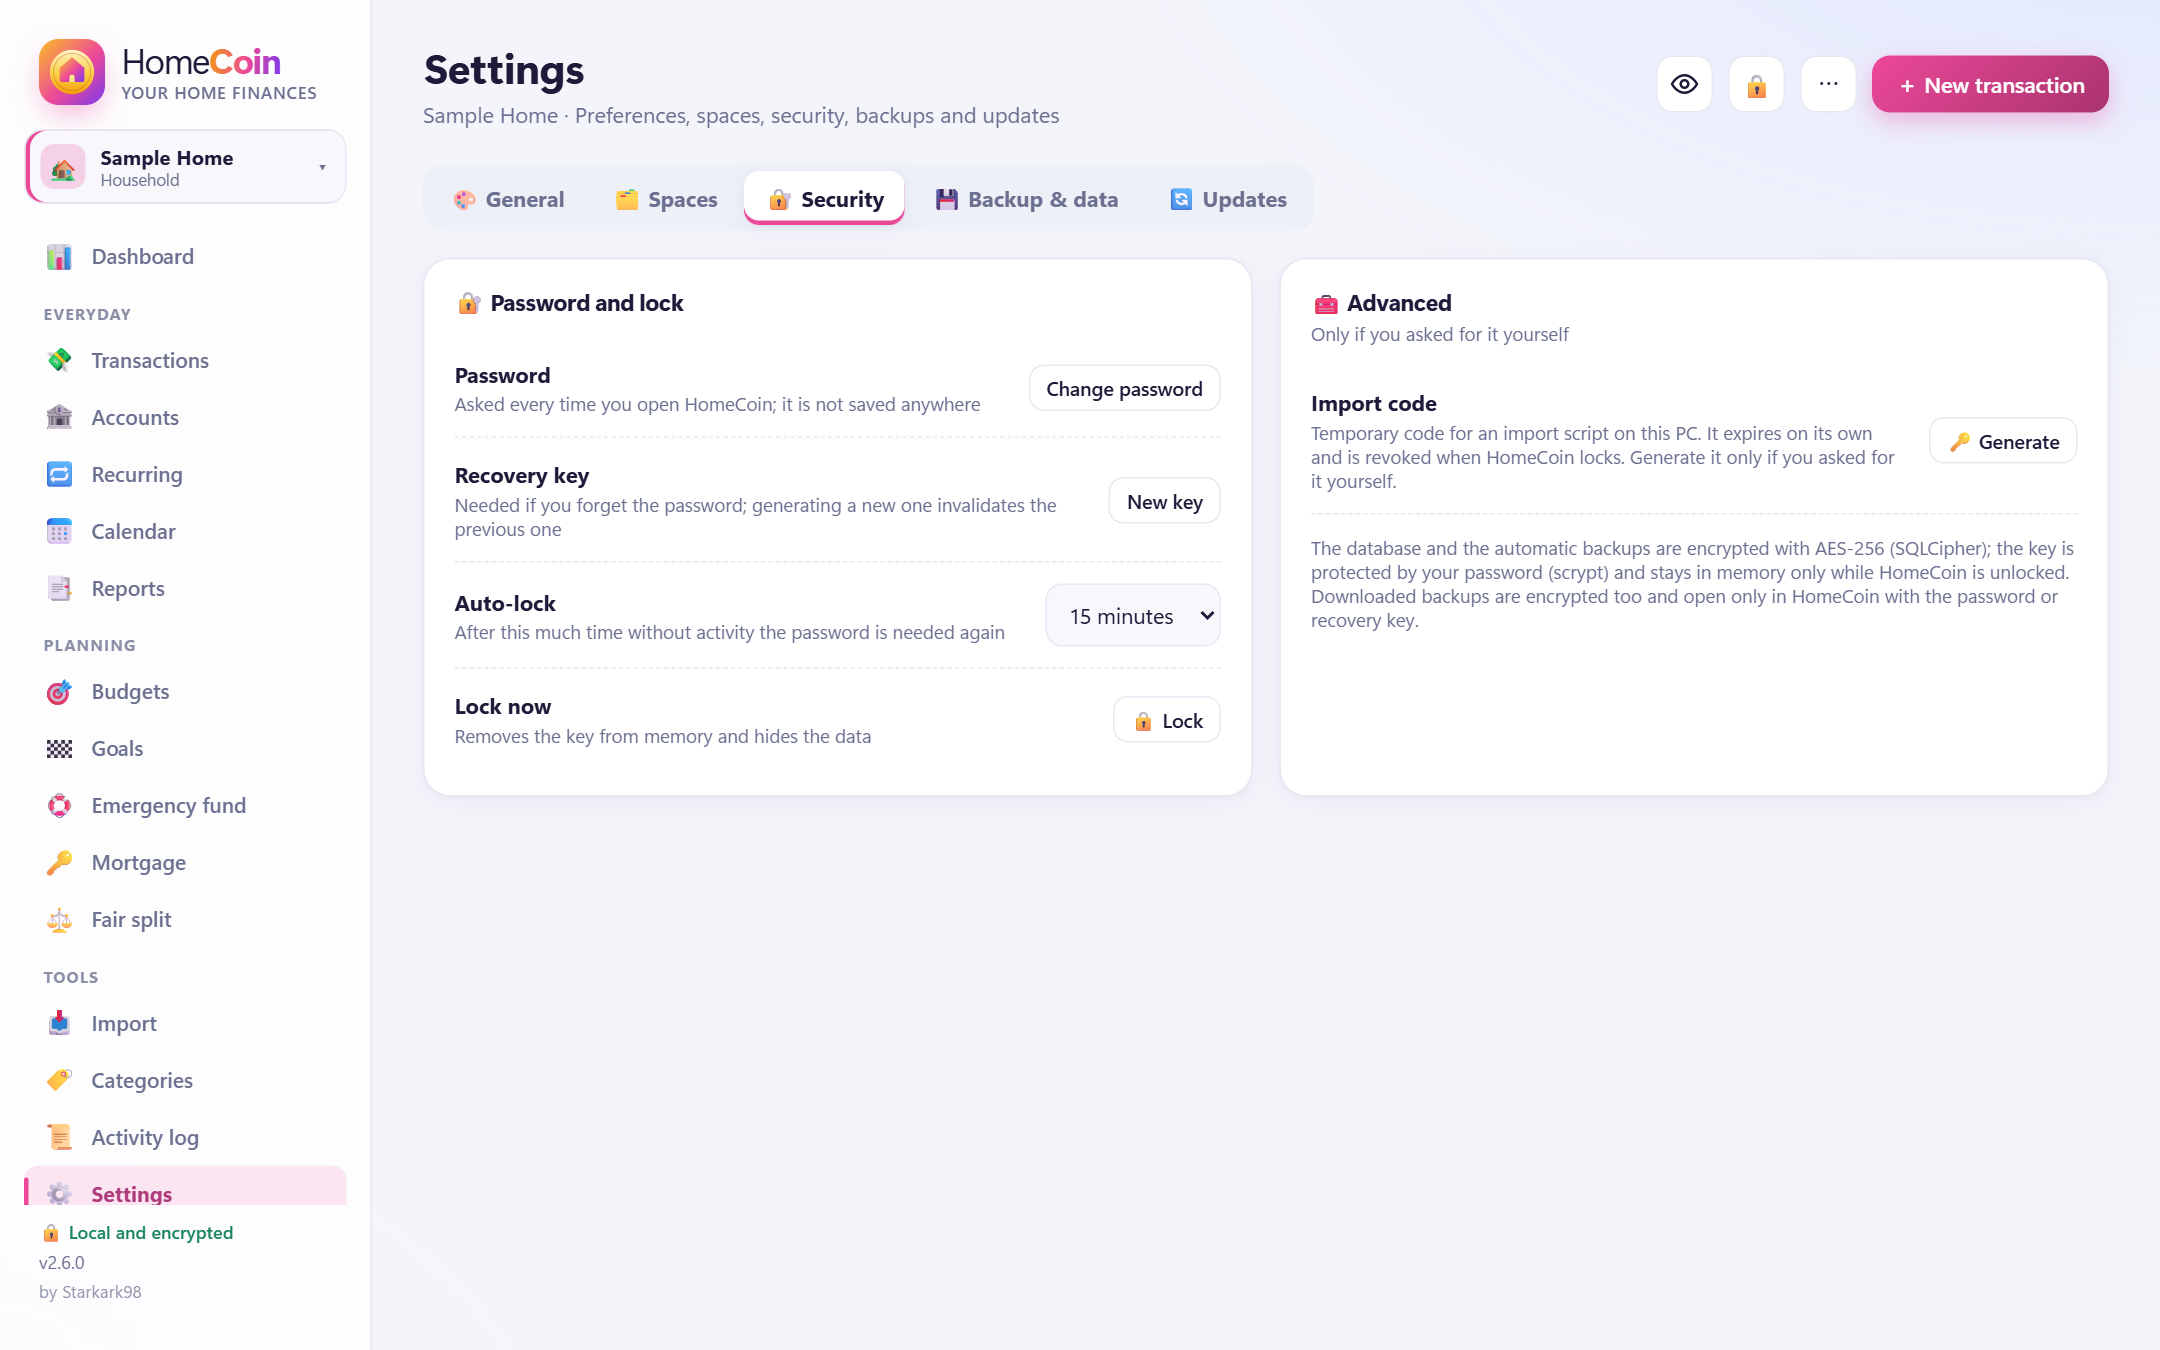 HomeCoin
YOUR HOME FINANCES
Sample Home
Household
Dashboard
EVERYDAY
Transactions
Accounts
Recurring
Calendar
Reports
PLANNING
Budgets
Goals
Emergency fund
Mortgage
Fair split
TOOLS
Import
Categories
Activity log
Settings
Local and encrypted
v2.6.0
by Starkark98
Settings
Sample Home · Preferences, spaces, security, backups and updates
+ New transaction
General
Spaces
Security
Backup & data
Updates
Password and lock
Password
Asked every time you open HomeCoin; it is not saved anywhere
Change password
Recovery key
Needed if you forget the password; generating a new one invalidates the
previous one
New key
Auto-lock
After this much time without activity the password is needed again
15 minutes
Lock now
Removes the key from memory and hides the data
Lock
Advanced
Only if you asked for it yourself
Import code
Temporary code for an import script on this PC. It expires on its own
and is revoked when HomeCoin locks. Generate it only if you asked for
it yourself.
Generate
The database and the automatic backups are encrypted with AES-256 (SQLCipher); the key is
protected by your password (scrypt) and stays in memory only while HomeCoin is unlocked.
Downloaded backups are encrypted too and open only in HomeCoin with the password or
recovery key.